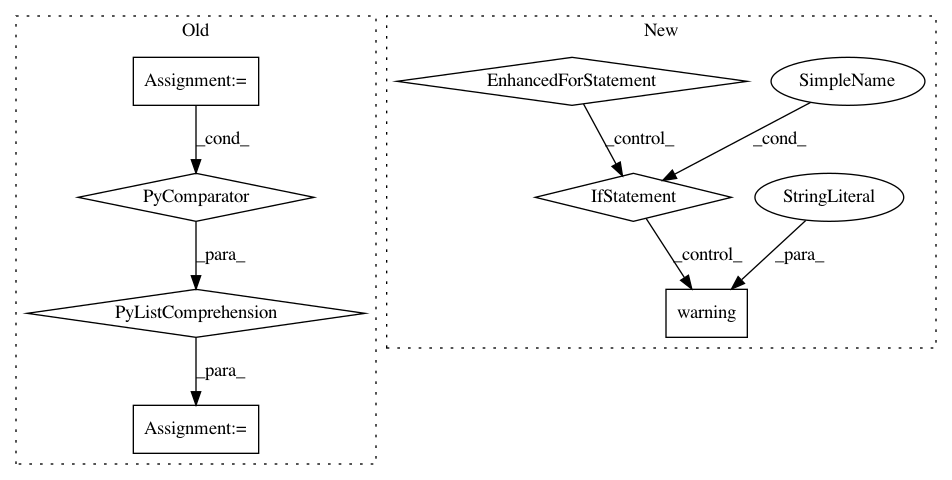 Old
New
Assignment:=
EnhancedForStatement
SimpleName
_cond_
_control_
_cond_
PyComparator
IfStatement
StringLiteral
_para_
_control_
_para_
PyListComprehension
warning
_para_
Assignment:=